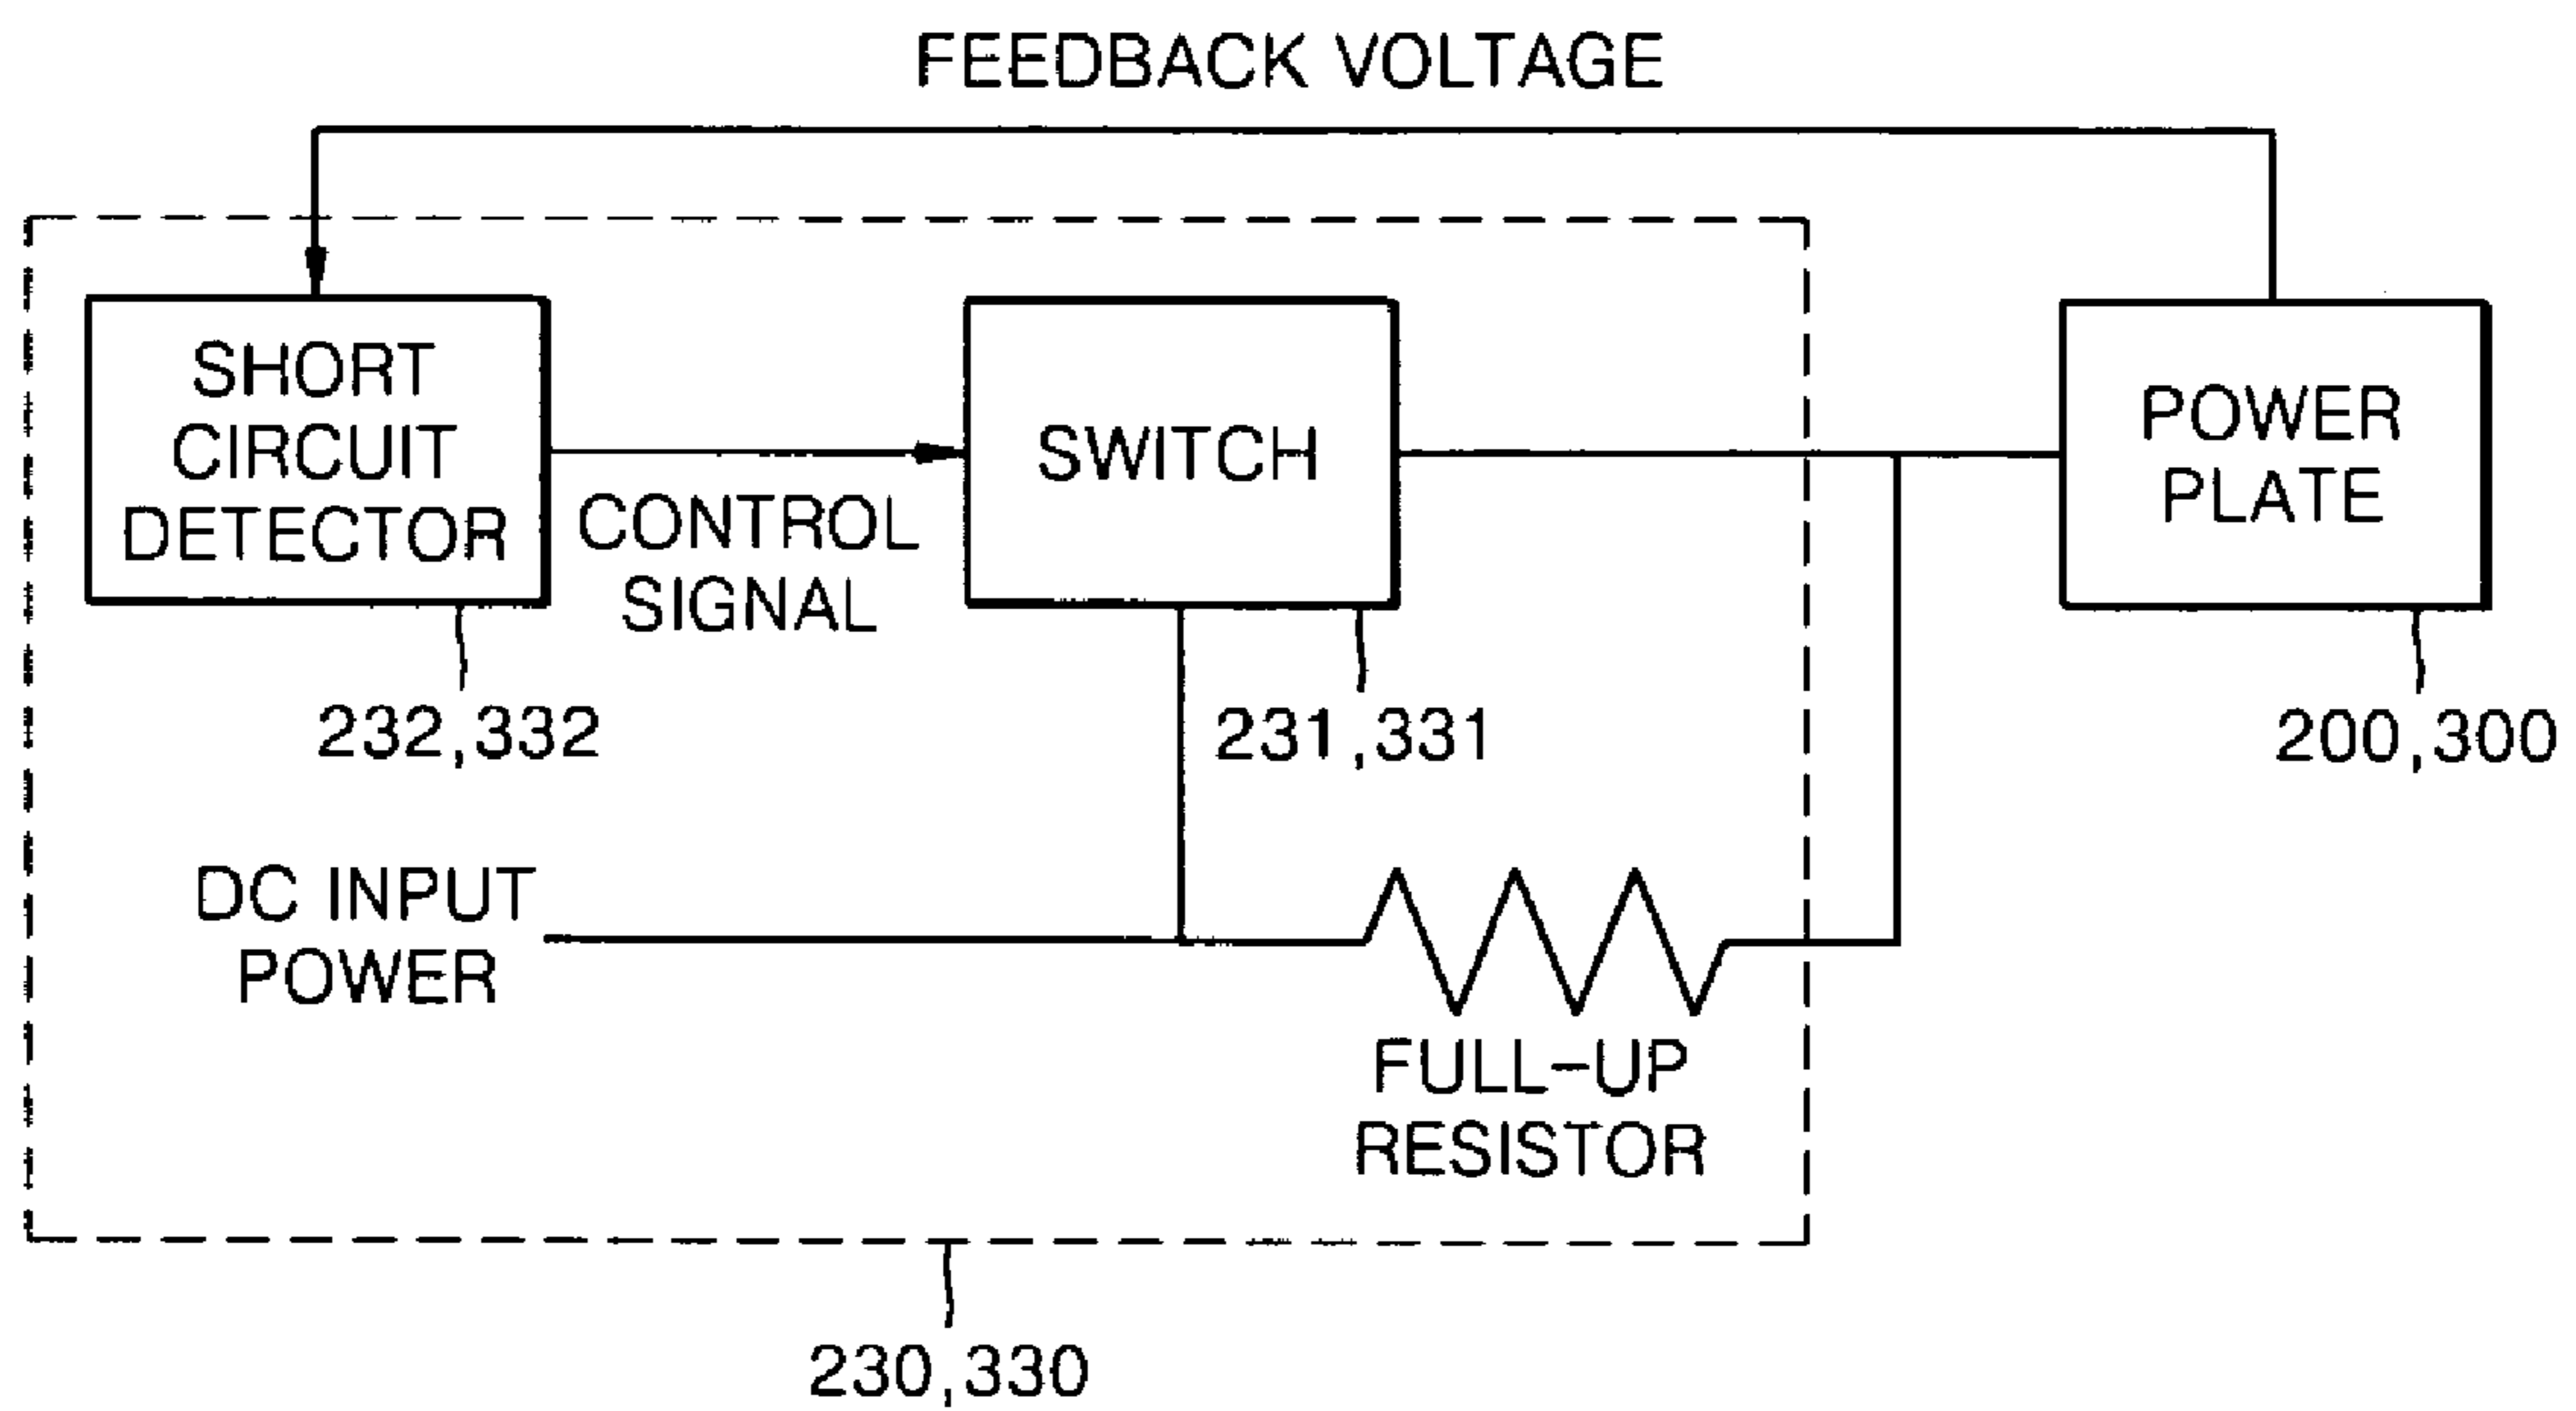 FEEDBACK VOLTAGE
SHORT
CIRCUIT
DETECTOR
CONTROL
SIGNAL
SWITCH
POWER
PLATE
232,332
231,331
200,300
DC INPUT
POWER
FULL-UP
RESISTOR
230,330